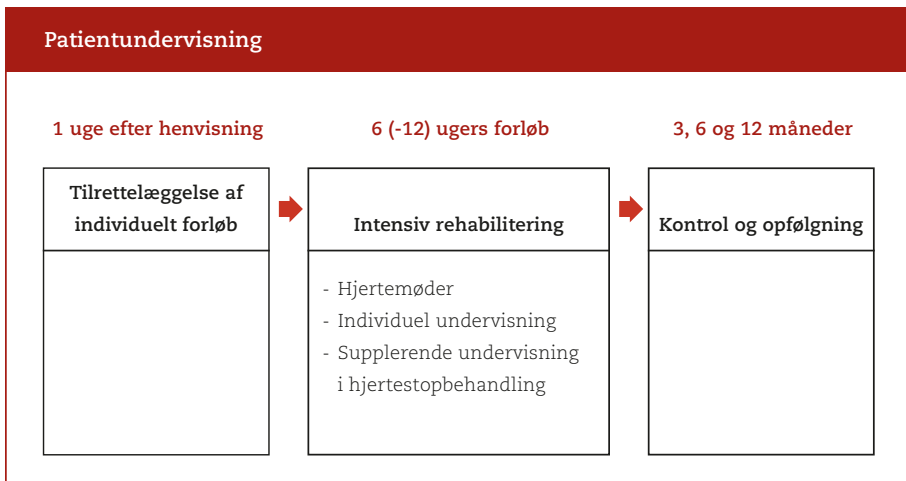 Patientundervisning
1 uge efter henvisning
Tilrettelæggelse af
individuelt forløb
6 (-12) ugers forløb
Intensiv rehabilitering
- Hjertemøder
- Individuel undervisning
- Supplerende undervisning
i hjertestopbehandling
3, 6 og 12 måneder
Kontrol og opfølgning